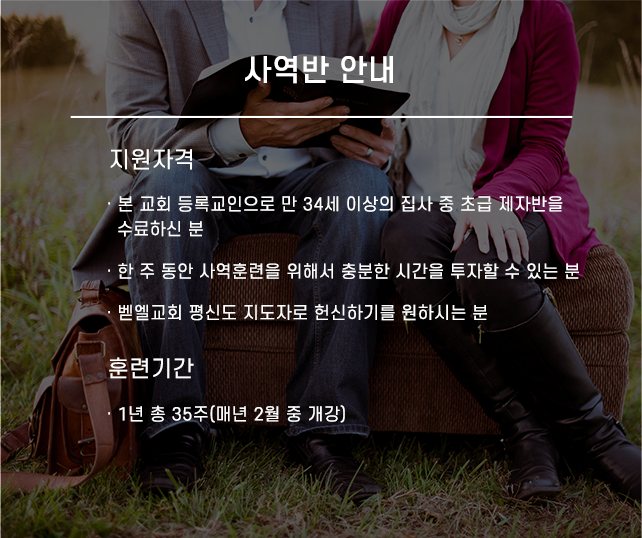 사역반 안내
지원자격
· 본 교회 등록교인으로 만 34세 이상의 집사 중 초급 제자반을
수료하신 분
· 한 주 동안 사역훈련을 위해서 충분한 시간을 투자할 수 있는 분
· 벧엘교회 평신도 지도자로 헌신하기를 원하시는 분
훈련기간
· 1년 총 35주(매년 2월 중 개강)